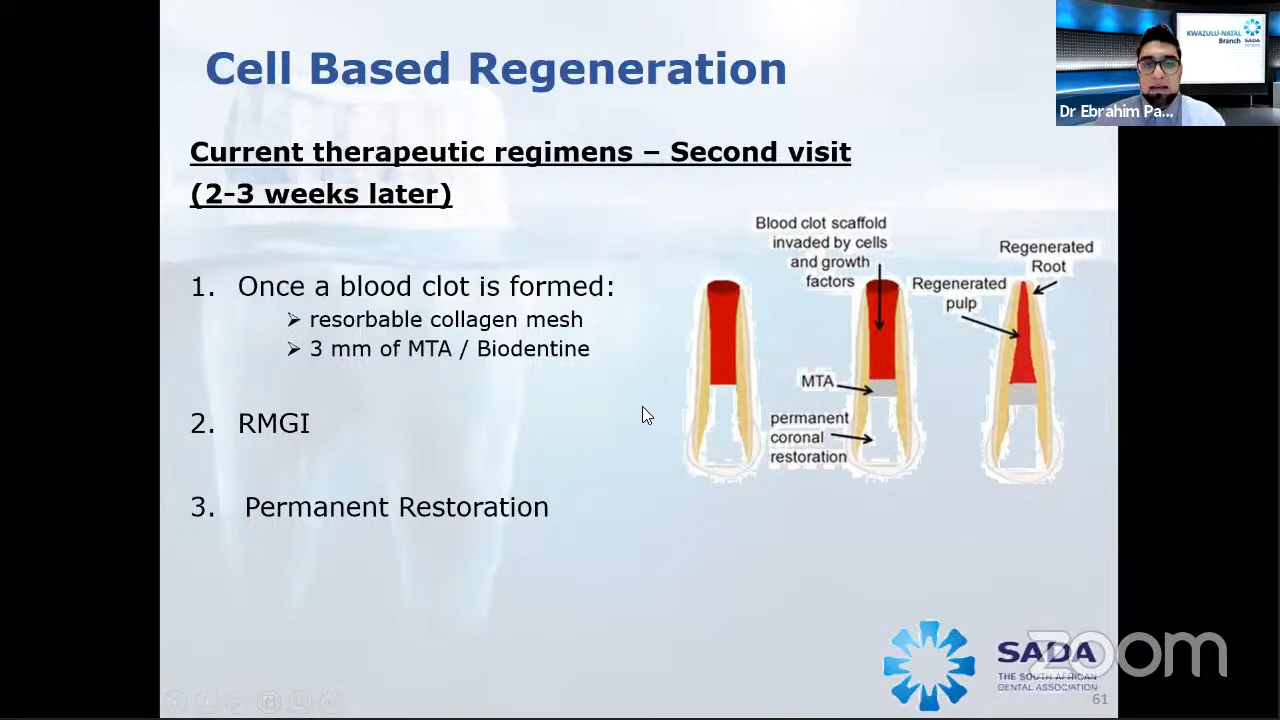 Cell Based Regeneration
Current therapeutic regimens – Second visit
(2-3 weeks later)
1. Once a blood clot is formed:
➢ resorbable collagen mesh
➢ 3 mm of MTA / Biodentine
2. RMGI
3. Permanent Restoration
Blood clot scaffold
invaded by cells
and growth
factors
MTA
permanent
coronal
restoration
Regenerated
pulp
Regenerated
Root
SADA
THE SOUTH AFRICAN
DENTAL ASSOCIATION
61
zoom
KWAZULU-NATAL
Branch
SADA
Dr Ebrahim Pa...